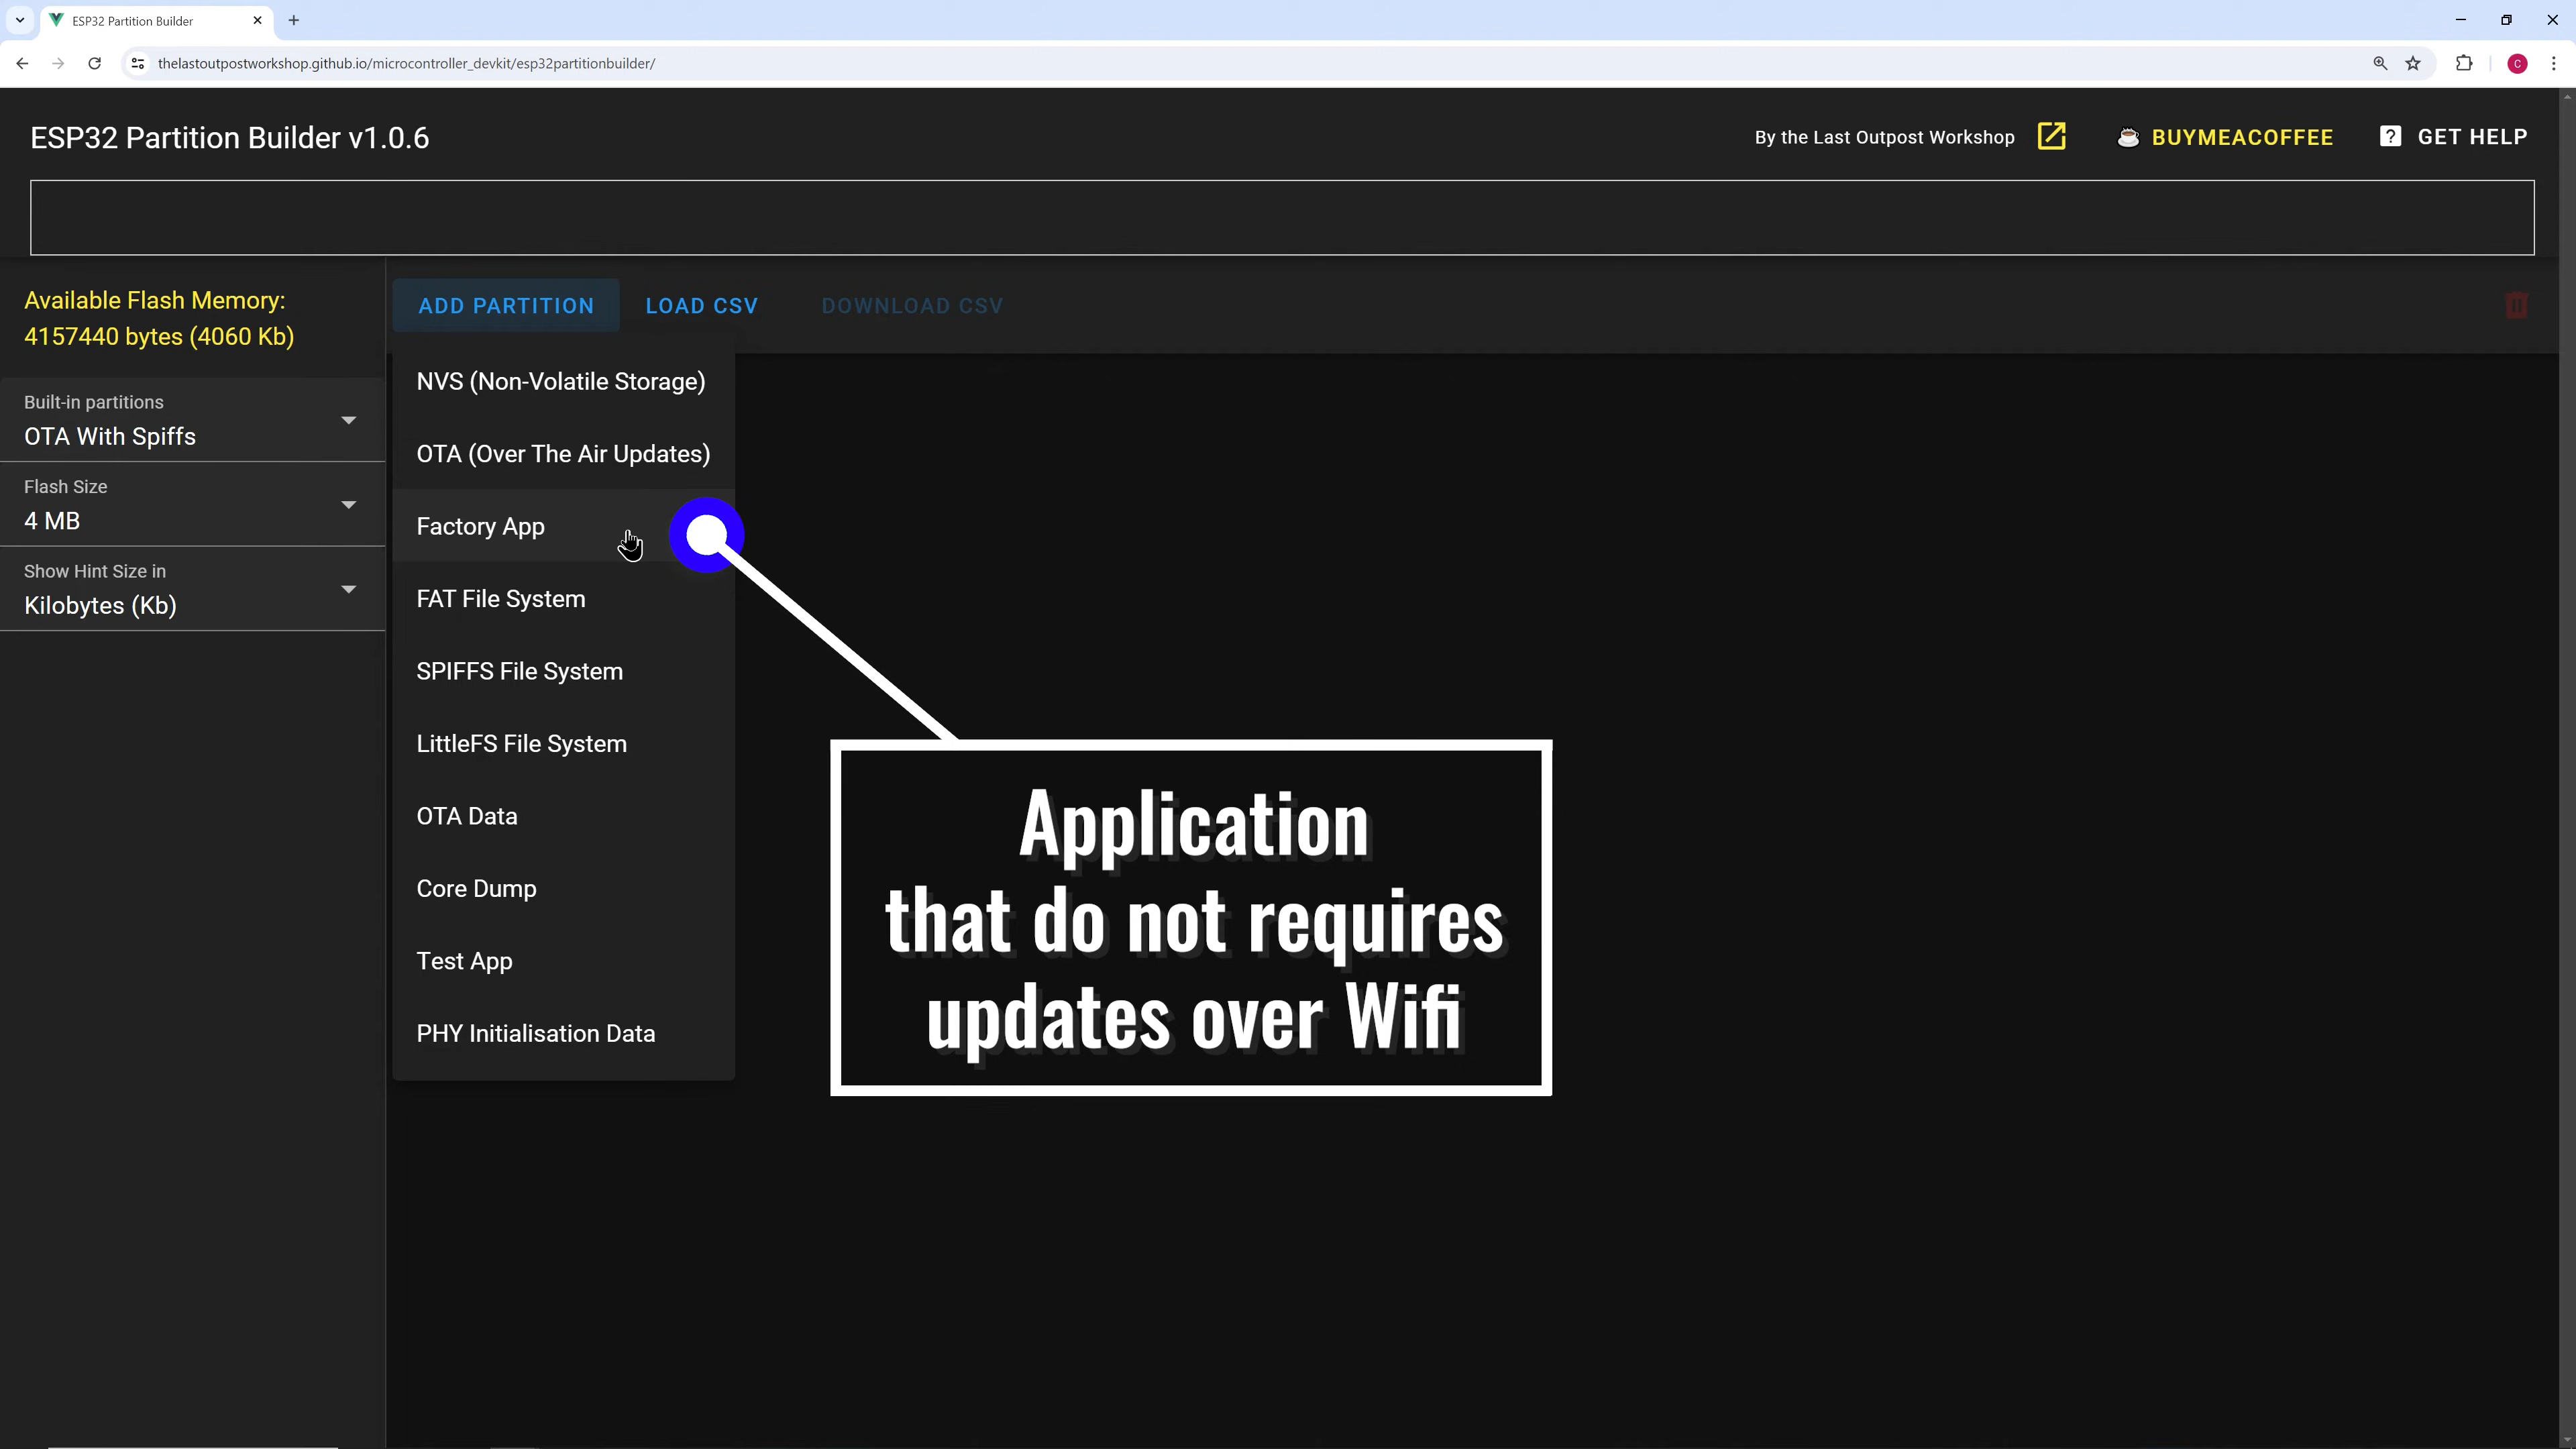 ESP32 Partition Builder
thelastoutpostworkshop.github.io/microcontroller_devkit/esp32partitionbuilder/
C
ESP32 Partition Builder v1.0.6
By the Last Outpost Workshop
BUYMEACOFFEE
GET HELP
Available Flash Memory:
4157440 bytes (4060 Kb)
Built-in partitions
OTA With Spiffs
Flash Size
4 MB
Show Hint Size in
Kilobytes (Kb)
ADD PARTITION
LOAD CSV
DOWNLOAD CSV
NVS (Non-Volatile Storage)
OTA (Over The Air Updates)
Factory App
FAT File System
SPIFFS File System
LittleFS File System
OTA Data
Core Dump
Test App
PHY Initialisation Data
Application
that do not requires
updates over Wifi